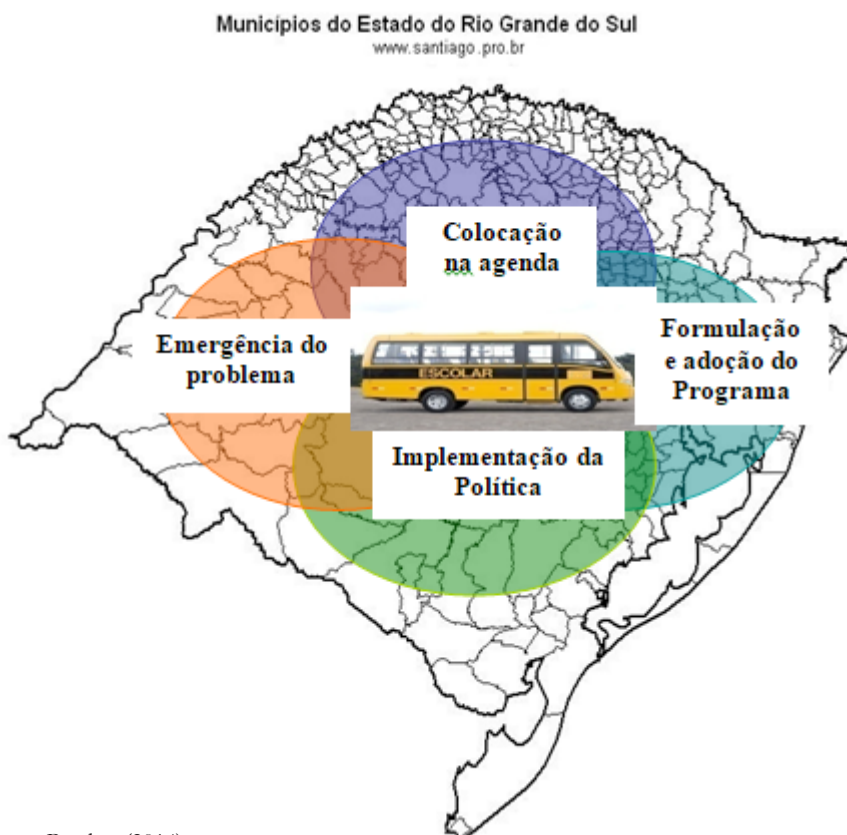 Municípios do Estado do Rio Grande do Sul
www.santiago.pro.br
Colocação
na agenda
Emergência do
problema
Formulação
e adoção do
Programa
ESCOLAR
Implementação da
Política